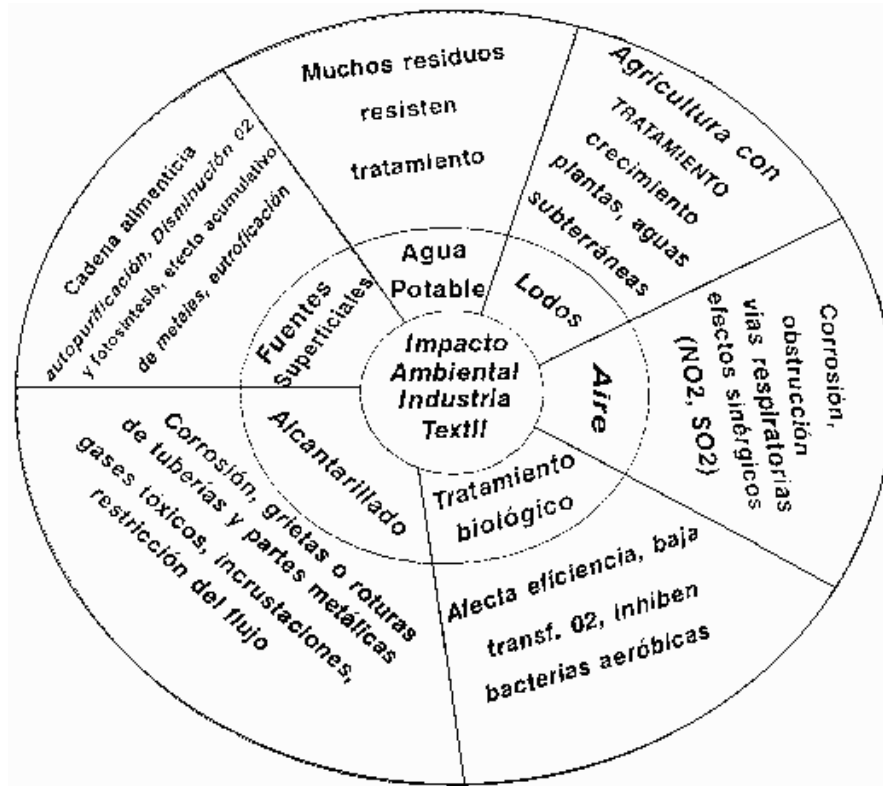 Impacto
Ambiental
Industria
Textil
Agua
Potable
Muchos residuos
resisten
tratamiento
Lodos
Agricultura con
TRATAMIENTO
crecimiento
plantas, aguas
subterráneas
Aire
Corrosión,
obstrucción
vias respiratorias
efectos sinérgicos
(NO2, SO2)
Tratamiento
biológico
Afecta eficiencia, baja
transf. 02, inhiben
bacterias aeróbicas
Alcantarillado
Corrosión, grietas o roturas
de tuberías y partes metálicas
gases tóxicos, incrustaciones,
restricción del flujo
Fuentes
Superficiales
Cadena alimenticia
autopurificación, Disminución 02
y fotosíntesis, efecto acumulativo
de meteles, eutroficación